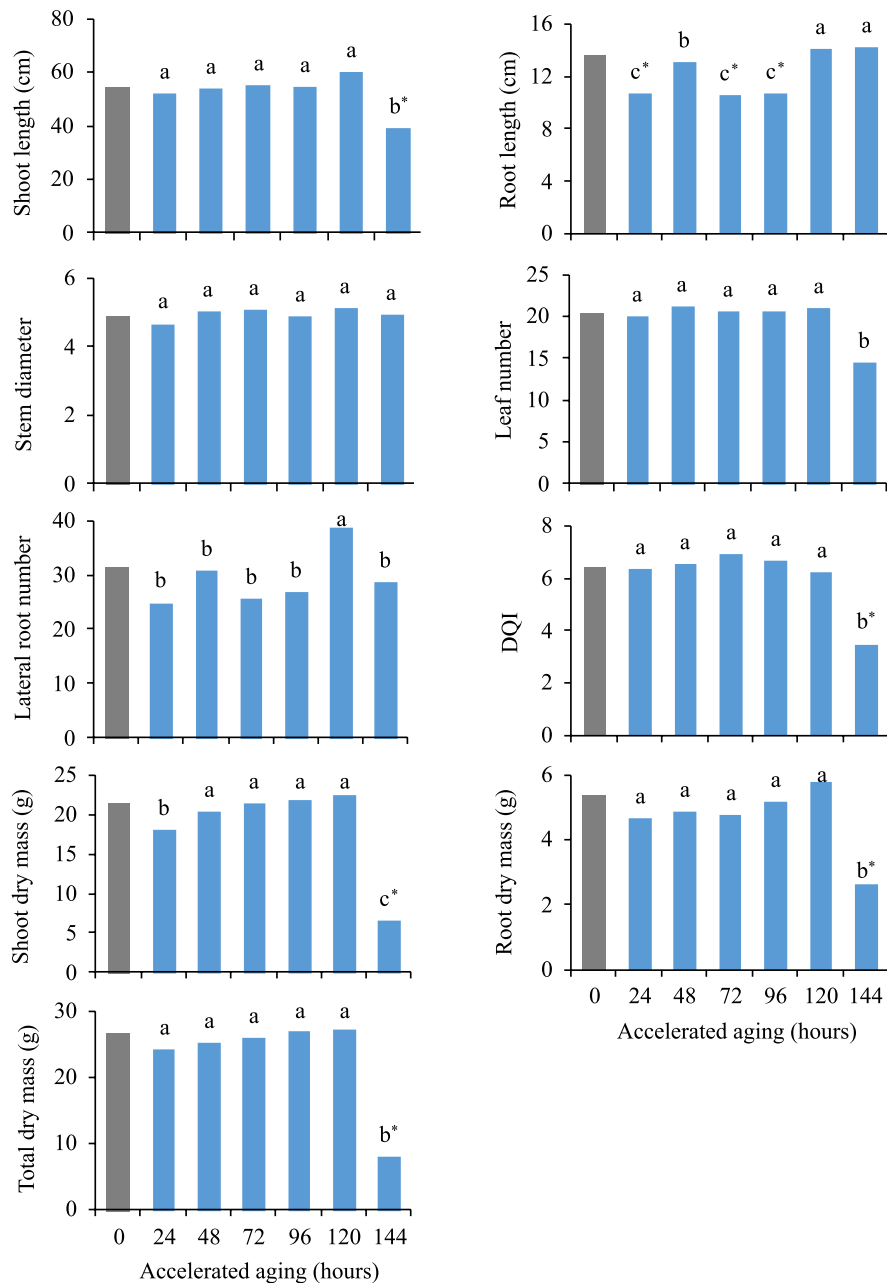 Shoot length (cm)
80
60
40
20
0
a a a a a b*
Root length (cm)
16
12
8
4
0
c* b c* c* a a
Stem diameter
6
4
2
0
a a a a a a
Leaf number
25
20
15
10
5
0
a a a a a b
Lateral root number
40
30
20
10
0
b b b b a b
DQI
8
6
4
2
0
a a a a a b*
Shoot dry mass (g)
25
20
15
10
5
0
b a a a a c*
Root dry mass (g)
6
4
2
0
a a a a a b*
0 24 48 72 96 120 144
Accelerated aging (hours)
Total dry mass (g)
30
20
10
0
a a a a a b*
0 24 48 72 96 120 144
Accelerated aging (hours)